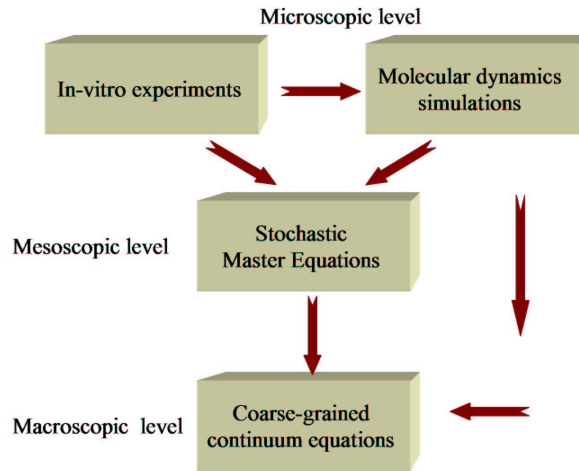 Microscopic level
In-vitro experiments
Molecular dynamics
simulations
Mesoscopic level
Stochastic
Master Equations
Macroscopic level
Coarse-grained
continuum equations